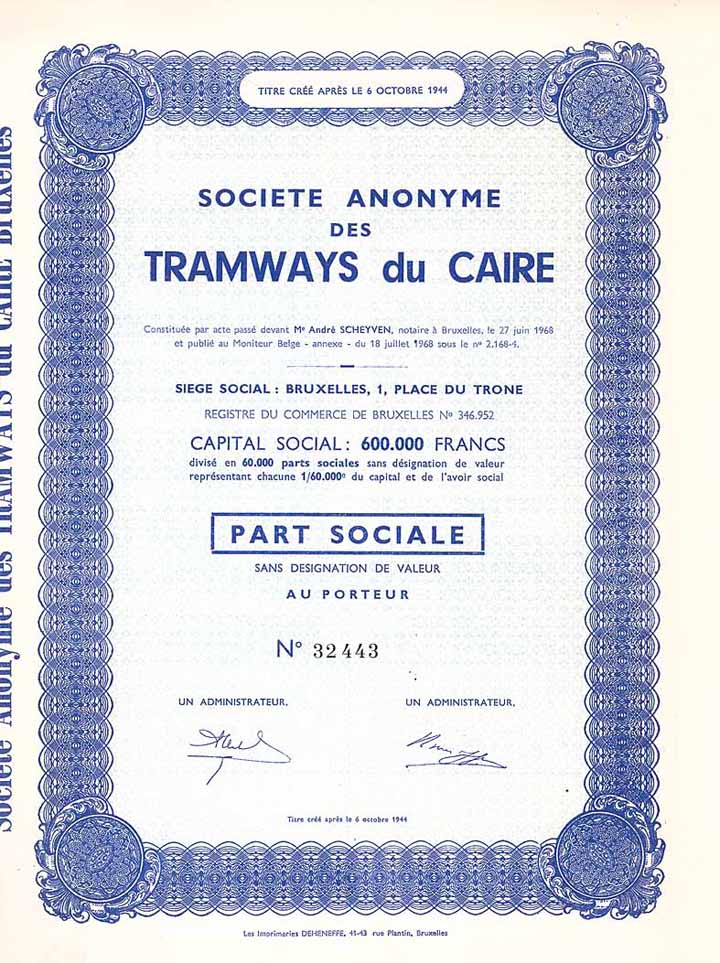 TITRE CRÉÉ APRÈS LE 6 OCTOBRE 1944
SOCIETE ANONYME
DES
TRAMWAYS du CAIRE
Constituée par acte passé devant Me André SCHEYVEN, notaire à Bruxelles, le 27 juin 1968
et publié au Moniteur Belge - annexe - du 18 juillet 1968 sous le no 2.168-4.
SIEGE SOCIAL : BRUXELLES, 1, PLACE DU TRONE
REGISTRE DU COMMERCE DE BRUXELLES No 346.952
CAPITAL SOCIAL : 600.000 FRANCS
divisé en 60.000 parts sociales sans désignation de valeur
représentant chacune 1/60.000e du capital et de l'avoir social
PART SOCIALE
SANS DESIGNATION DE VALEUR
AU PORTEUR
N° 32443
UN ADMINISTRATEUR,
UN ADMINISTRATEUR,
Titre créé après le 6 octobre 1944
Les Imprimeries DEHENEFFE, 41-43 rue Plantin, Bruxelles
Société Anonyme des TRAMWAYS du CAIRE Bruxelles